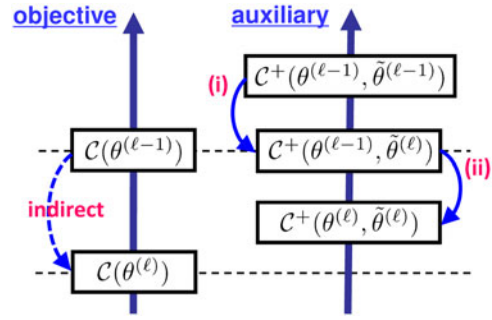 objective auxiliary
C⁺(θ^(ℓ−1), θ̃^(ℓ−1))
(i)
C(θ^(ℓ−1)) C⁺(θ^(ℓ−1), θ̃^(ℓ))
(ii)
indirect C⁺(θ^(ℓ), θ̃^(ℓ))
C(θ^(ℓ))